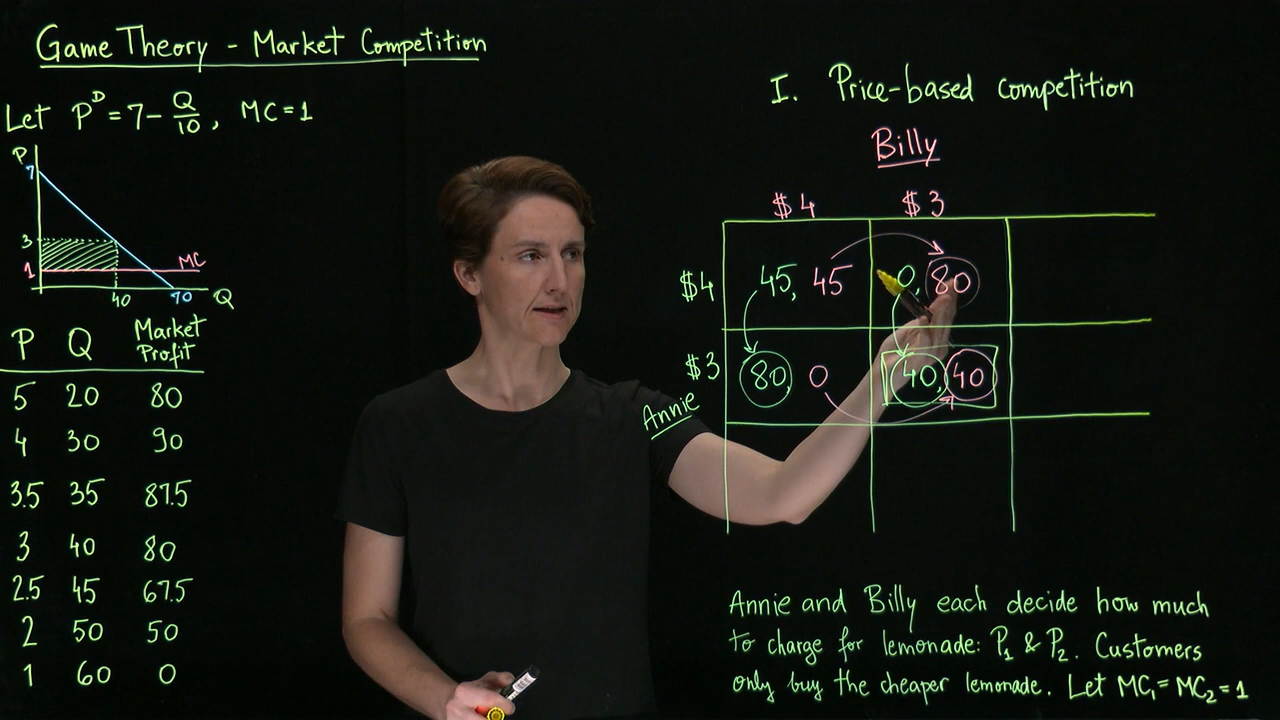 Game Theory - Market Competition
Let P^D = 7 - Q/10, MC = 1
P
7
3
1
MC
40
70
Q
P Q Market Profit
5 20 80
4 30 90
3.5 35 87.5
3 40 80
2.5 45 67.5
2 50 50
1 60 0
I. Price-based competition
Billy
$4 $3
$4 45, 45 0, 80
$3 80, 0 40, 40
Annie
Annie and Billy each decide how much
to charge for lemonade: P₁ & P₂. Customers
only buy the cheaper lemonade. Let MC₁ = MC₂ = 1